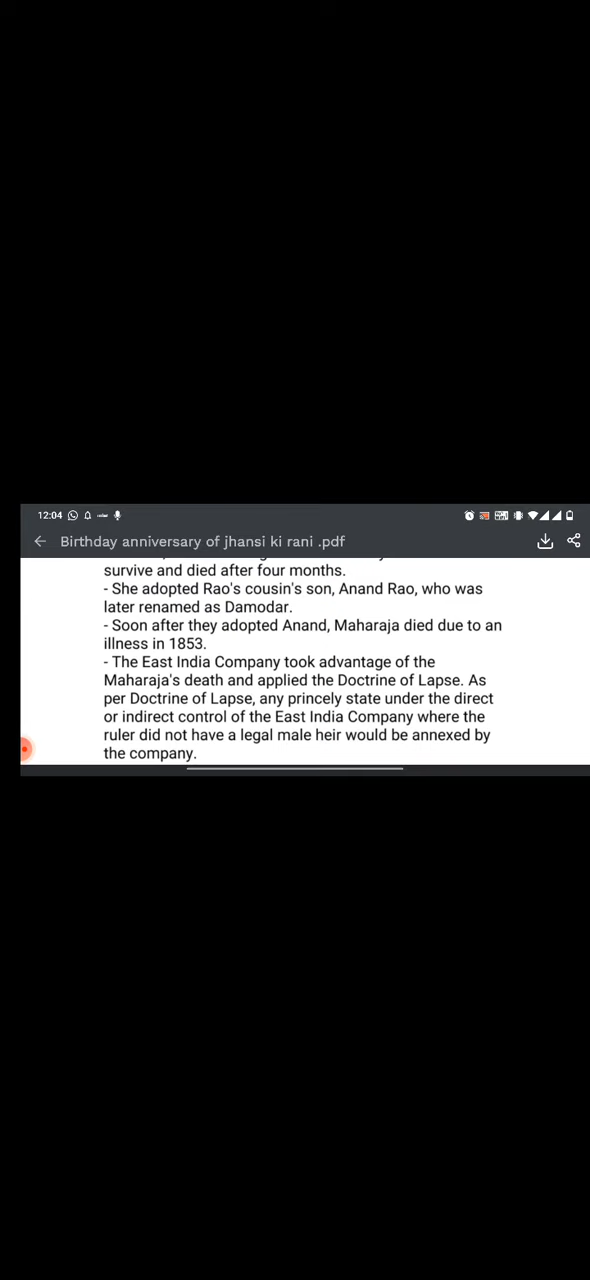 12:04
Birthday anniversary of jhansi ki rani .pdf
survive and died after four months.
- She adopted Rao's cousin's son, Anand Rao, who was
later renamed as Damodar.
- Soon after they adopted Anand, Maharaja died due to an
illness in 1853.
- The East India Company took advantage of the
Maharaja's death and applied the Doctrine of Lapse. As
per Doctrine of Lapse, any princely state under the direct
or indirect control of the East India Company where the
ruler did not have a legal male heir would be annexed by
the company.